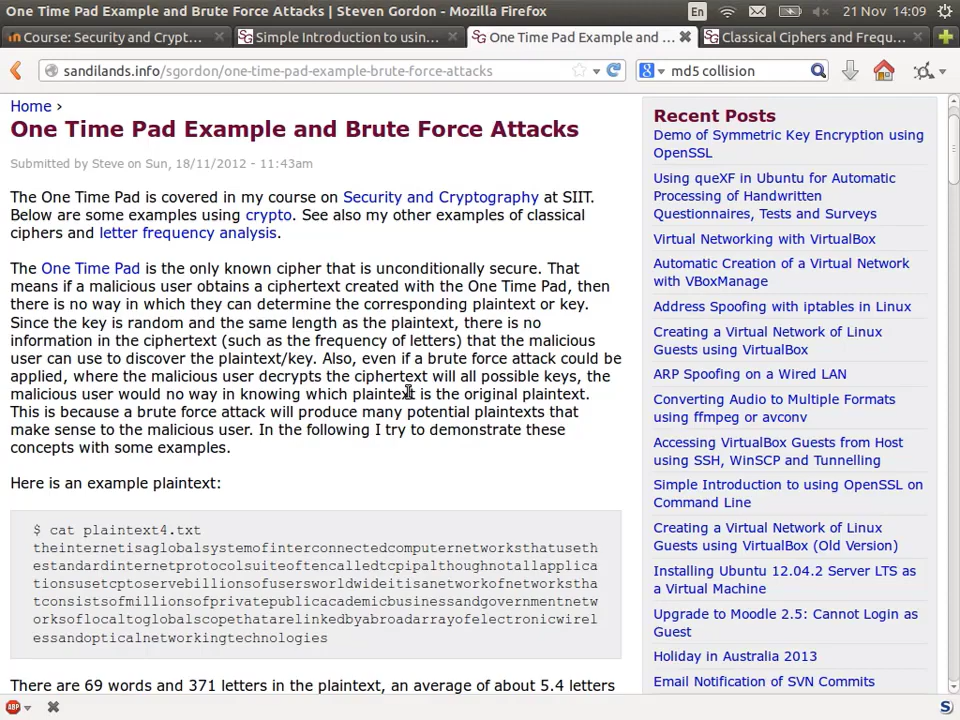 One Time Pad Example and Brute Force Attacks | Steven Gordon - Mozilla Firefox
En
21 Nov 14:09
Course: Security and Crypt...
SG Simple Introduction to usin...
SG One Time Pad Example and ...
SG Classical Ciphers and Frequ...
sandilands.info/sgordon/one-time-pad-example-brute-force-attacks
md5 collision
Home ›
One Time Pad Example and Brute Force Attacks
Submitted by Steve on Sun, 18/11/2012 - 11:43am
The One Time Pad is covered in my course on Security and Cryptography at SIIT.
Below are some examples using crypto. See also my other examples of classical
ciphers and letter frequency analysis.
The One Time Pad is the only known cipher that is unconditionally secure. That
means if a malicious user obtains a ciphertext created with the One Time Pad, then
there is no way in which they can determine the corresponding plaintext or key.
Since the key is random and the same length as the plaintext, there is no
information in the ciphertext (such as the frequency of letters) that the malicious
user can use to discover the plaintext/key. Also, even if a brute force attack could be
applied, where the malicious user decrypts the ciphertext will all possible keys, the
malicious user would no way in knowing which plaintext is the original plaintext.
This is because a brute force attack will produce many potential plaintexts that
make sense to the malicious user. In the following I try to demonstrate these
concepts with some examples.
Here is an example plaintext:
$ cat plaintext4.txt
theinternetisaglobalsystemofinterconnectedcomputernetworksthatuseth
estandardinternetprotocolsuiteoftencalledtcpipalthoughnotallapplica
tionsusetcptoservebillionsofusersworldwideitisanetworkofnetworkstha
tconsistsofmillionsofprivatepublicacademicbusinessandgovernmentnetw
orksoflocaltoglobalscopethatarelinkedbyabroadarrayofelectronicwirel
essandopticalnetworkingtechnologies
There are 69 words and 371 letters in the plaintext, an average of about 5.4 letters
Recent Posts
Demo of Symmetric Key Encryption using
OpenSSL
Using queXF in Ubuntu for Automatic
Processing of Handwritten
Questionnaires, Tests and Surveys
Virtual Networking with VirtualBox
Automatic Creation of a Virtual Network
with VBoxManage
Address Spoofing with iptables in Linux
Creating a Virtual Network of Linux
Guests using VirtualBox
ARP Spoofing on a Wired LAN
Converting Audio to Multiple Formats
using ffmpeg or avconv
Accessing VirtualBox Guests from Host
using SSH, WinSCP and Tunnelling
Simple Introduction to using OpenSSL on
Command Line
Creating a Virtual Network of Linux
Guests using VirtualBox (Old Version)
Installing Ubuntu 12.04.2 Server LTS as
a Virtual Machine
Upgrade to Moodle 2.5: Cannot Login as
Guest
Holiday in Australia 2013
Email Notification of SVN Commits
ABP
S